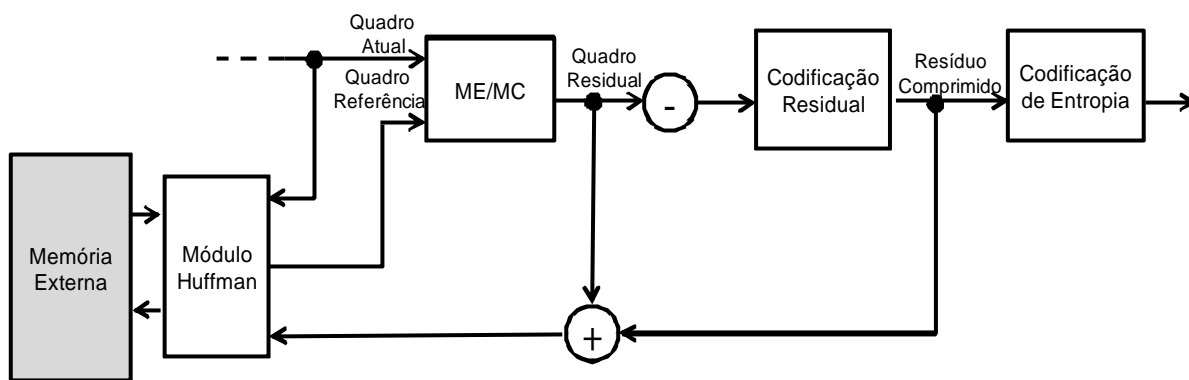 Quadro
Atual
Quadro
Referência
ME/MC
Quadro
Residual
-
Codificação
Residual
Resíduo
Comprimido
Codificação
de Entropia
Memória
Externa
Módulo
Huffman
+